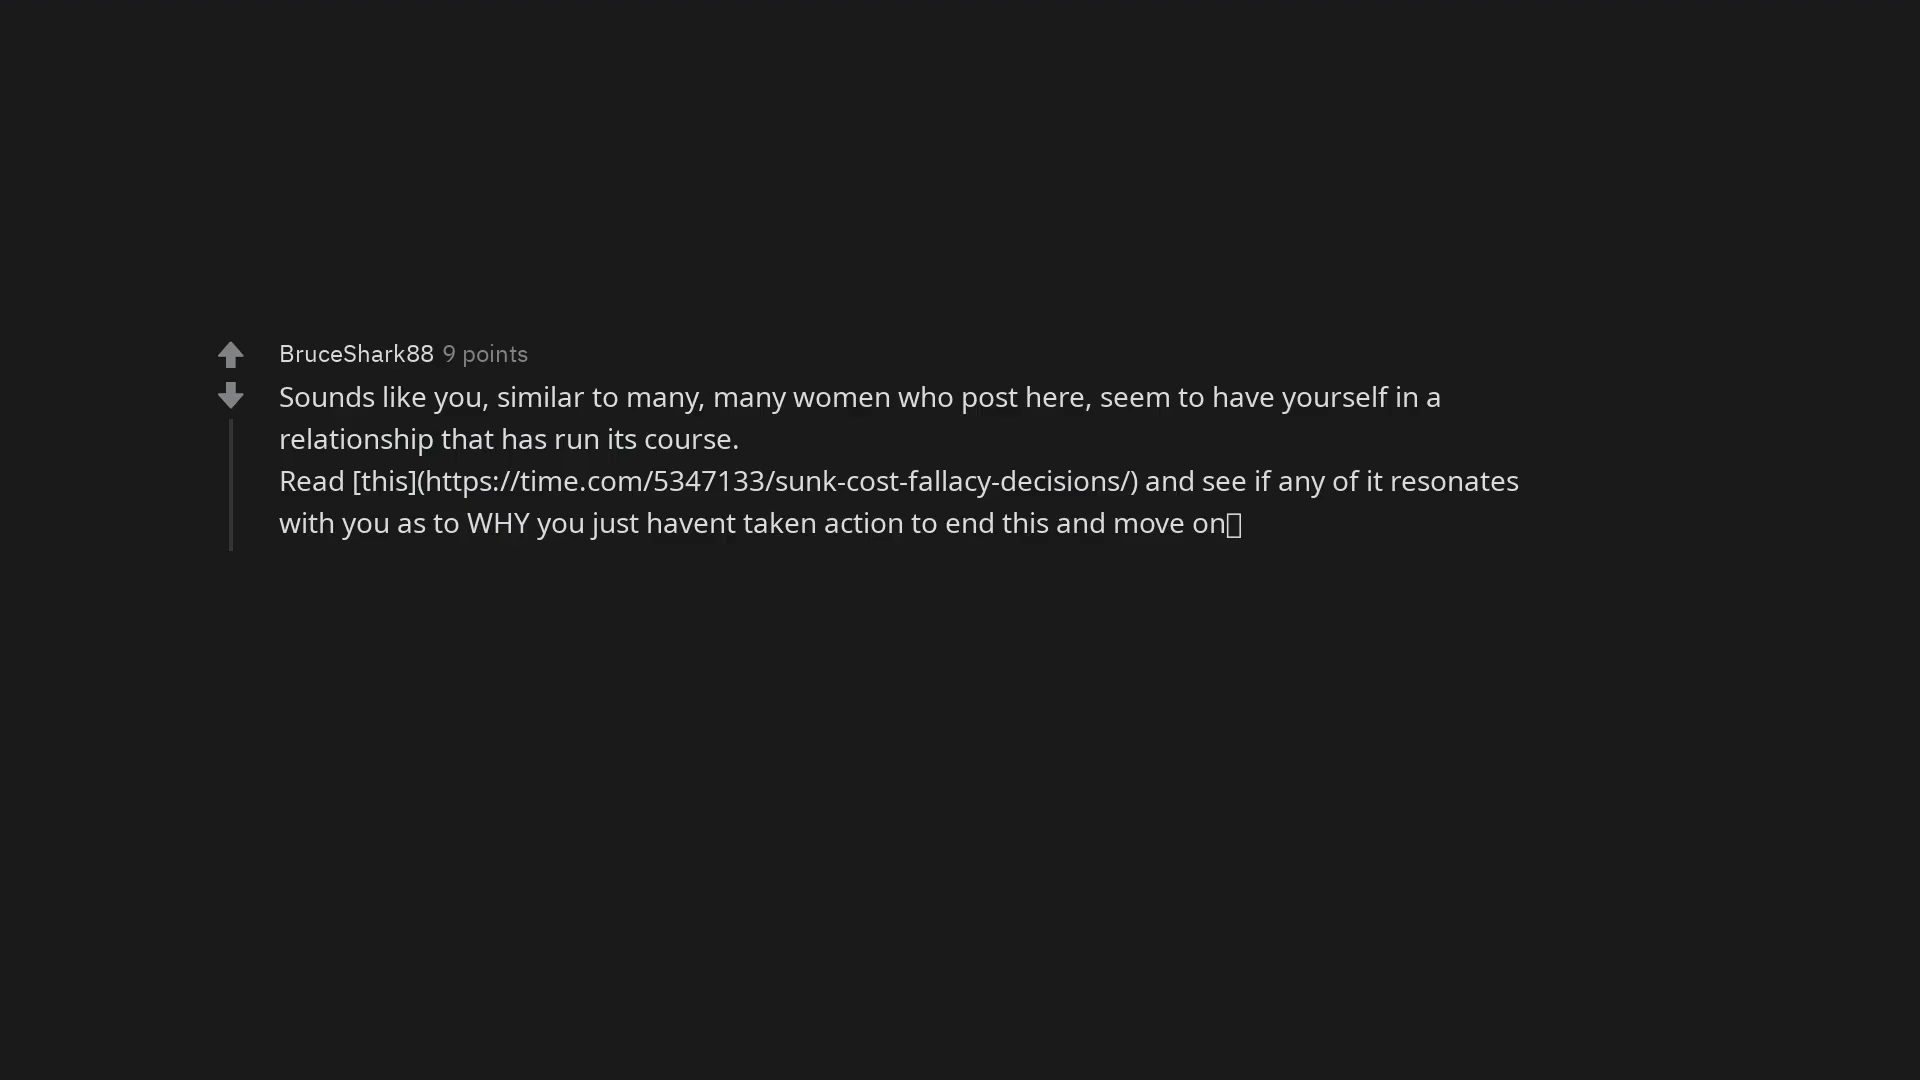 BruceShark88 9 points
Sounds like you, similar to many, many women who post here, seem to have yourself in a
relationship that has run its course.
Read [this](https://time.com/5347133/sunk-cost-fallacy-decisions/) and see if any of it resonates
with you as to WHY you just havent taken action to end this and move on